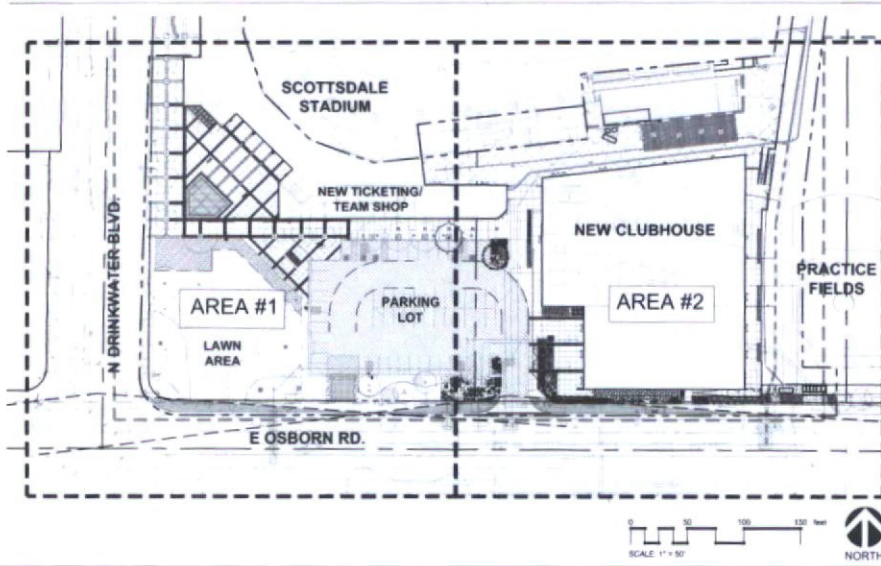 SCOTTSDALE
STADIUM
NEW TICKETING/
TEAM SHOP
NEW CLUBHOUSE
PRACTICE
FIELDS
AREA #1
PARKING
LOT
AREA #2
LAWN
AREA
N DRINKWATER BLVD.
E OSBORN RD.
0 50 100 150 feet
SCALE: 1" = 50'
NORTH